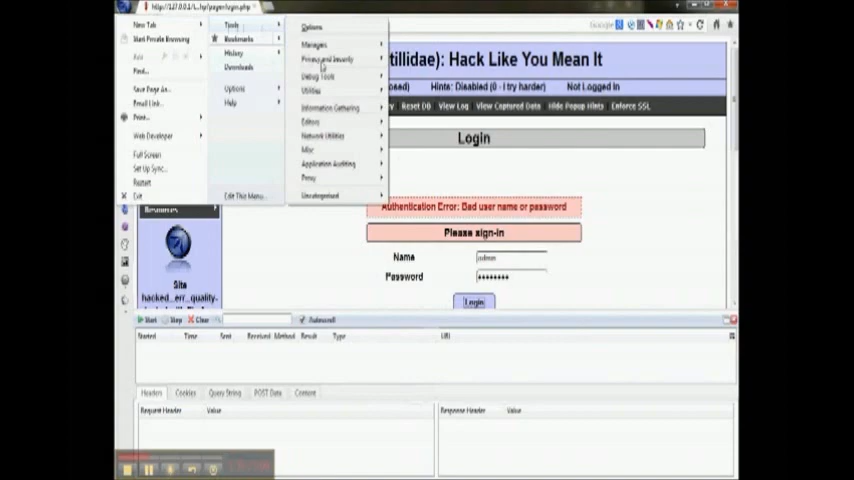 New Tab
Start Private Browsing
Edit
Find...
Save Page As...
Email Link...
Print...
Web Developer
Full Screen
Set Up Sync...
Restart
Exit
Tools
Bookmarks
History
Downloads
Options
Help
Edit This Menu...
Options
Managers
Privacy and Security
Debug Tools
Utilities
Information Gathering
Editors
Network Utilities
Misc
Application Auditing
Proxy
Uncategorized
Google
tillidae): Hack Like You Mean It
osed) Hints: Disabled (0 - I try harder) Not Logged In
Reset DB View Log View Captured Data Hide Popup Hints Enforce SSL
Login
Authentication Error: Bad user name or password
Please sign-in
Name admin
Password
Login
Resources
Site
hacked...err...quality-
Start Stop Clear Autoscroll
Started Time Sent Received Method Result Type URL
Headers Cookies Query String POST Data Content
Request Header Value Response Header Value